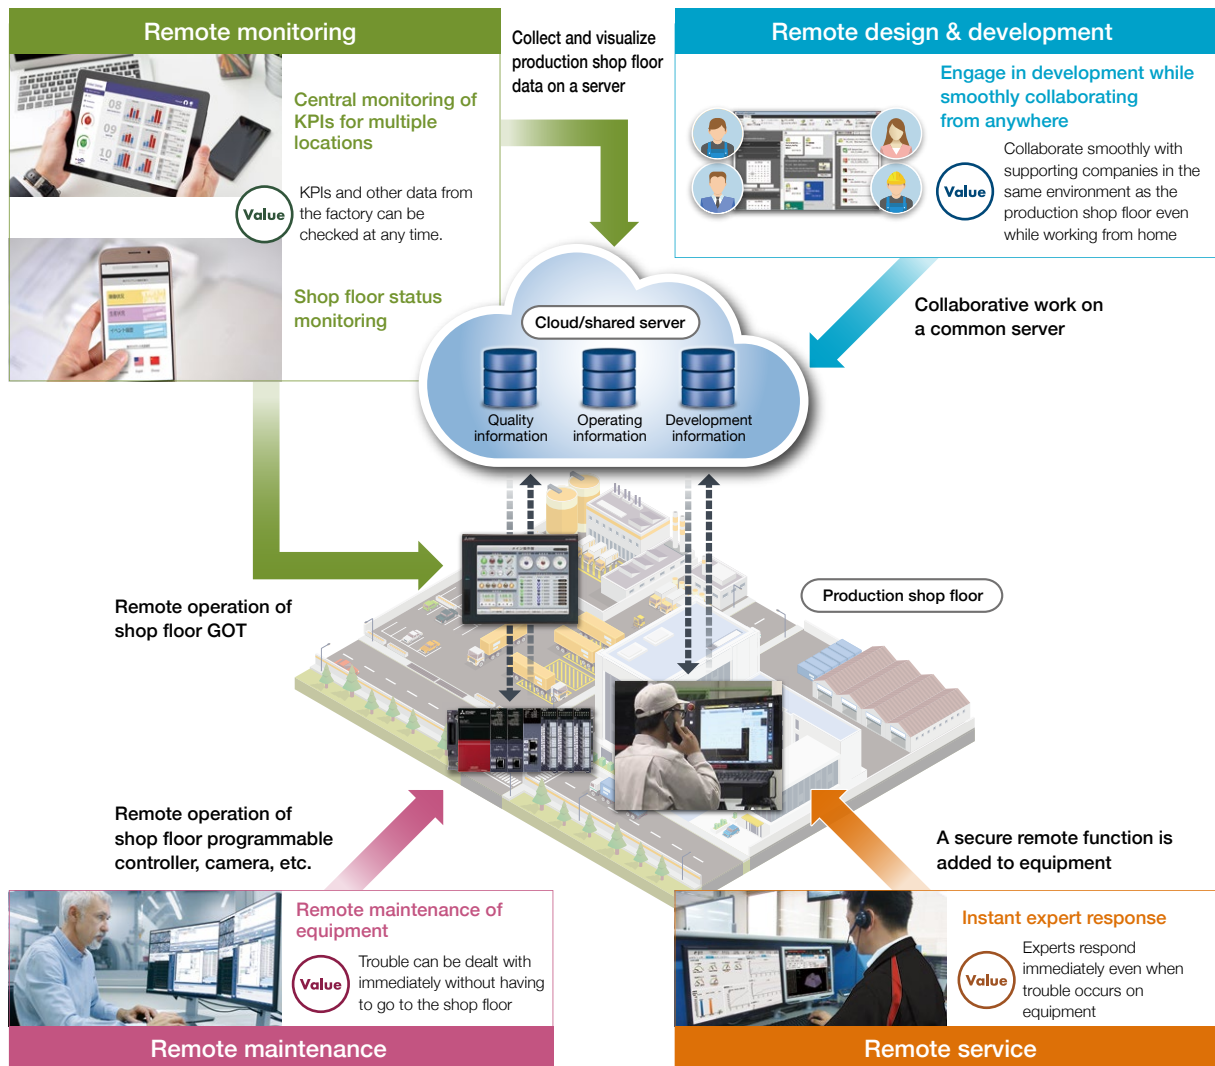 Remote monitoring
Central monitoring of
KPIs for multiple
locations
Value
KPIs and other data from
the factory can be
checked at any time.
Shop floor status
monitoring
Collect and visualize
production shop floor
data on a server
Remote design & development
Engage in development while
smoothly collaborating
from anywhere
Value
Collaborate smoothly with
supporting companies in the
same environment as the
production shop floor even
while working from home
Collaborative work on
a common server
Cloud/shared server
Quality
information
Operating
information
Development
information
Remote operation of
shop floor GOT
Production shop floor
Remote operation of
shop floor programmable
controller, camera, etc.
A secure remote function is
added to equipment
Remote maintenance of
equipment
Value
Trouble can be dealt with
immediately without having
to go to the shop floor
Remote maintenance
Instant expert response
Value
Experts respond
immediately even when
trouble occurs on
equipment
Remote service